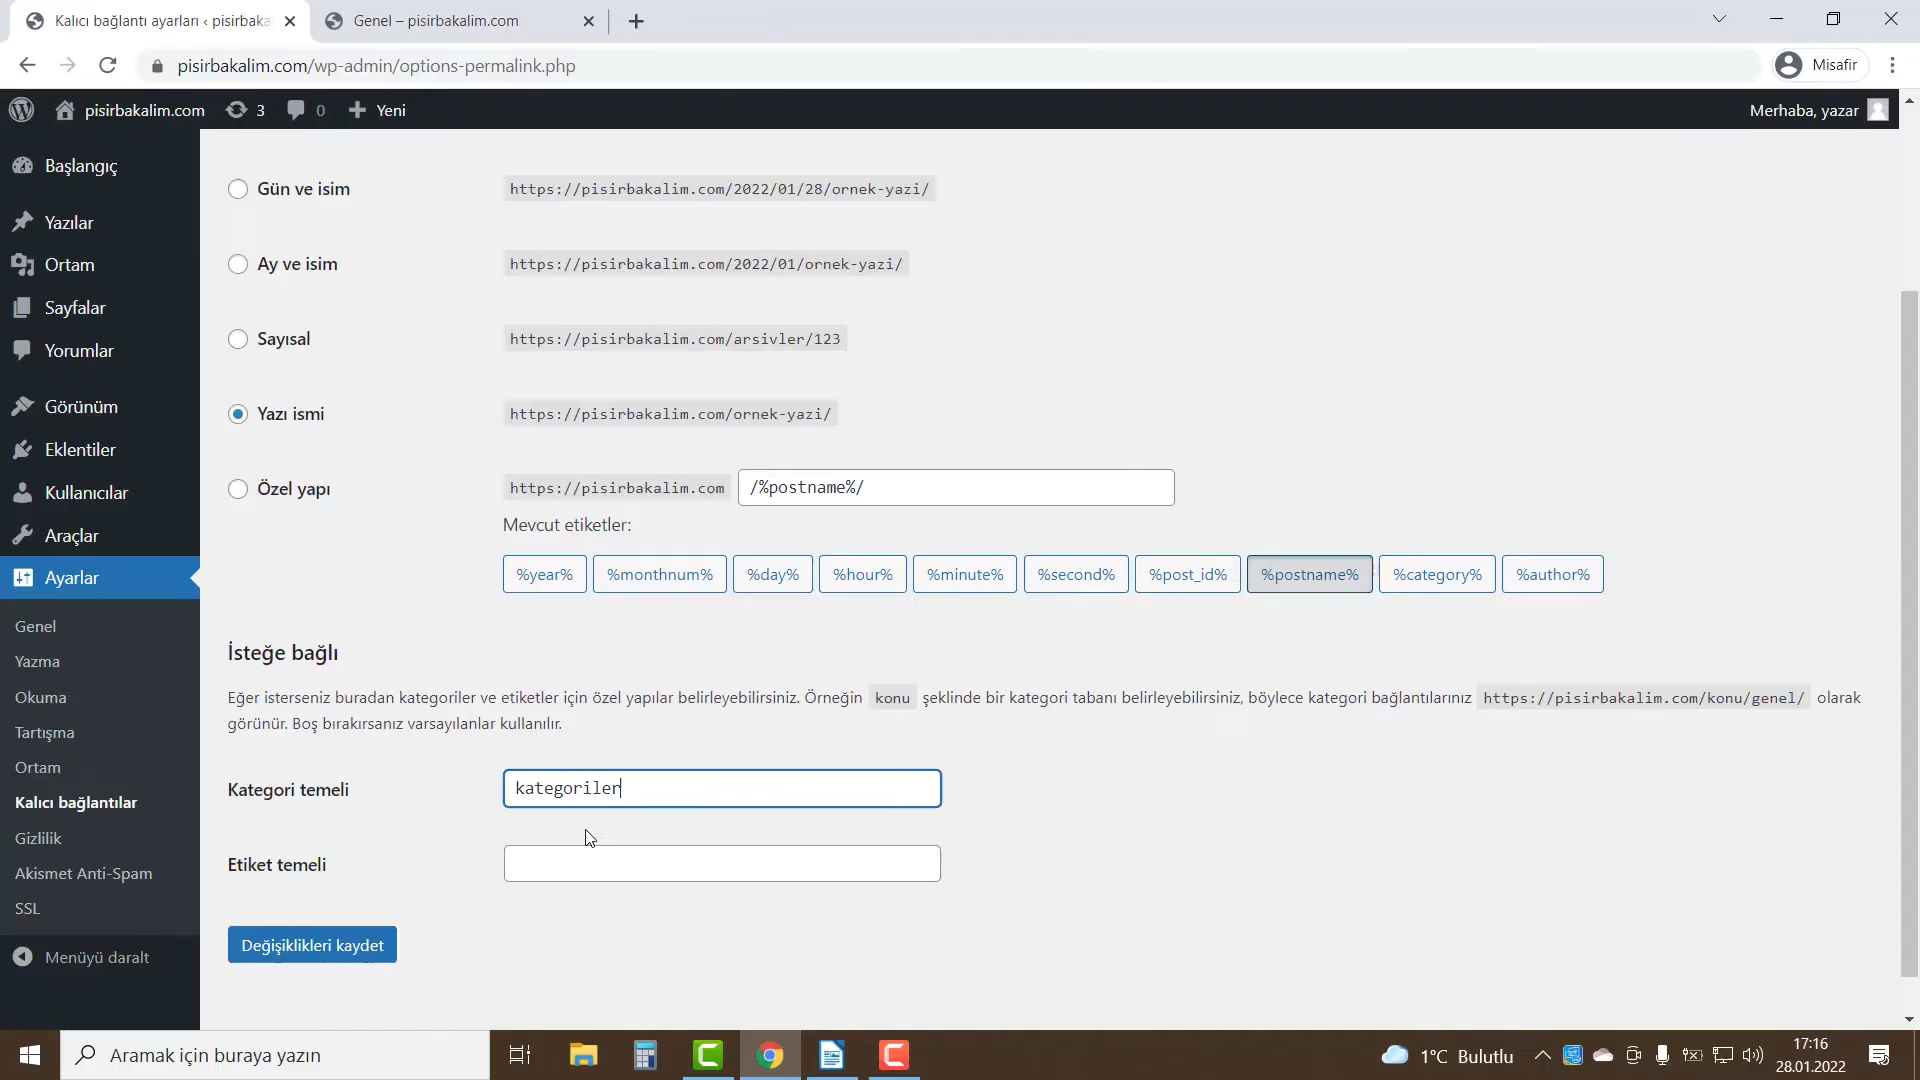 Kalıcı bağlantı ayarları ‹ pisirbaka
Genel – pisirbakalim.com
pisirbakalim.com/wp-admin/options-permalink.php
Misafir
pisirbakalim.com
3
0
Yeni
Merhaba, yazar
Başlangıç
Yazılar
Ortam
Sayfalar
Yorumlar
Görünüm
Eklentiler
Kullanıcılar
Araçlar
Ayarlar
Genel
Yazma
Okuma
Tartışma
Ortam
Kalıcı bağlantılar
Gizlilik
Akismet Anti-Spam
SSL
Menüyü daralt
Gün ve isim
https://pisirbakalim.com/2022/01/28/ornek-yazi/
Ay ve isim
https://pisirbakalim.com/2022/01/ornek-yazi/
Sayısal
https://pisirbakalim.com/arsivler/123
Yazı ismi
https://pisirbakalim.com/ornek-yazi/
Özel yapı
https://pisirbakalim.com
/%postname%/
Mevcut etiketler:
%year%
%monthnum%
%day%
%hour%
%minute%
%second%
%post_id%
%postname%
%category%
%author%
İsteğe bağlı
Eğer isterseniz buradan kategoriler ve etiketler için özel yapılar belirleyebilirsiniz. Örneğin konu şeklinde bir kategori tabanı belirleyebilirsiniz, böylece kategori bağlantılarınız https://pisirbakalim.com/konu/genel/ olarak
görünür. Boş bırakırsanız varsayılanlar kullanılır.
Kategori temeli
kategoriler
Etiket temeli
Değişiklikleri kaydet
Aramak için buraya yazın
1°C Bulutlu
17:16
28.01.2022